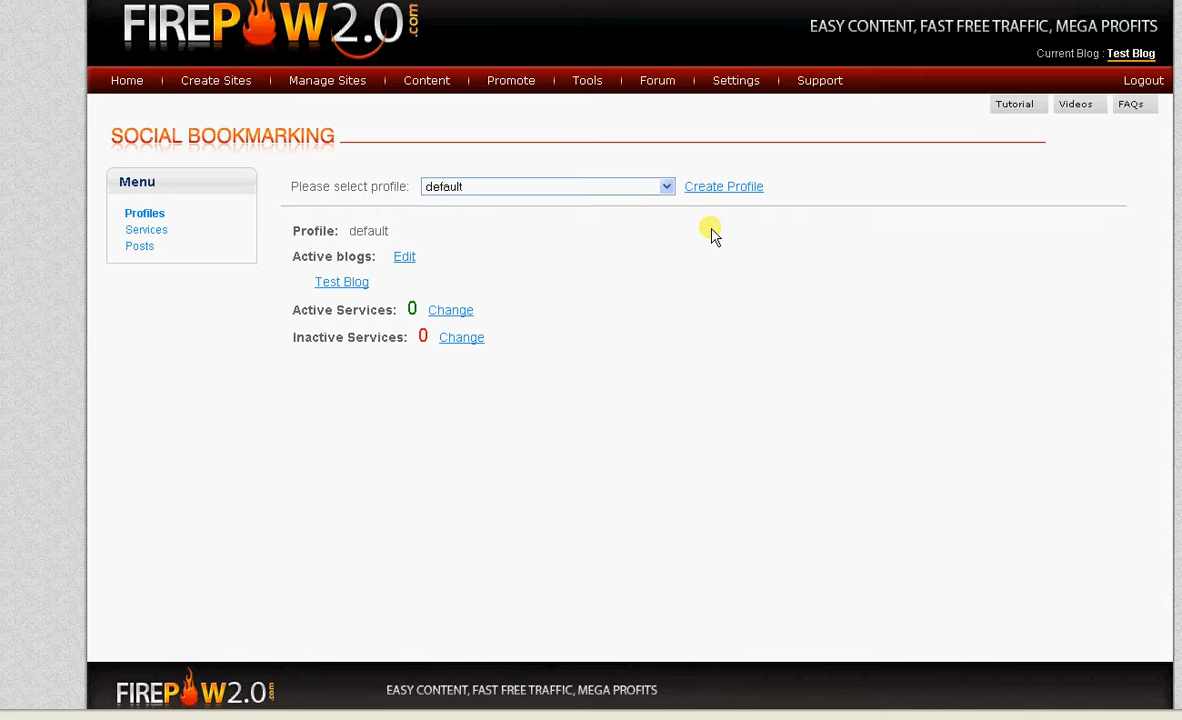 FIREPOW2.0.com
EASY CONTENT, FAST FREE TRAFFIC, MEGA PROFITS
Current Blog : Test Blog
Home Create Sites Manage Sites Content Promote Tools Forum Settings Support Logout
Tutorial Videos FAQs
SOCIAL BOOKMARKING
Menu
Profiles
Services
Posts
Please select profile: default Create Profile
Profile: default
Active blogs: Edit
Test Blog
Active Services: 0 Change
Inactive Services: 0 Change
FIREPOW2.0.com EASY CONTENT, FAST FREE TRAFFIC, MEGA PROFITS